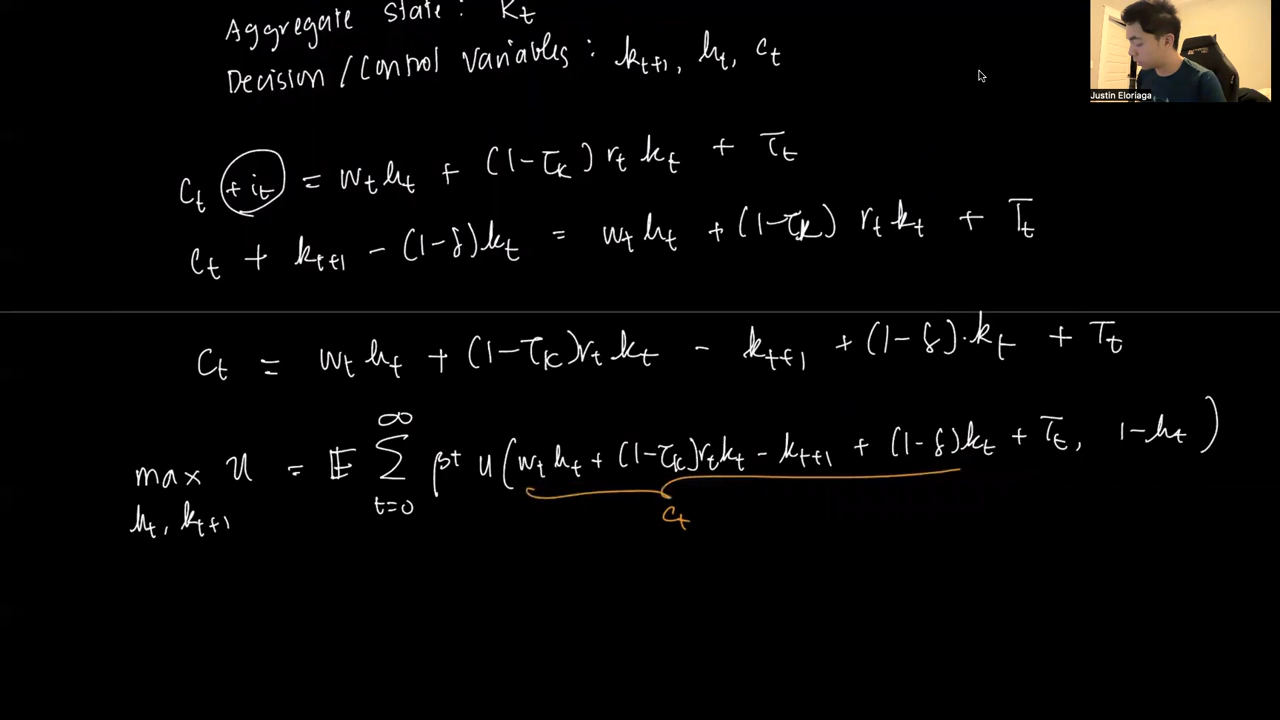 Aggregate state : K_t
Decision / Control variables : k_{t+1}, h_t, c_t
Justin Eloriaga
c_t + i_t = w_t h_t + (1-τ_K) r_t k_t + T_t
c_t + k_{t+1} - (1-δ)k_t = w_t h_t + (1-τ_K) r_t k_t + T_t
c_t = w_t h_t + (1-τ_K) r_t k_t - k_{t+1} + (1-δ)·k_t + T_t
max U = E ∑ β^t u(w_t h_t + (1-τ_K) r_t k_t - k_{t+1} + (1-δ)k_t + T_t, 1-h_t)
h_t, k_{t+1} t=0 ∞
c_t